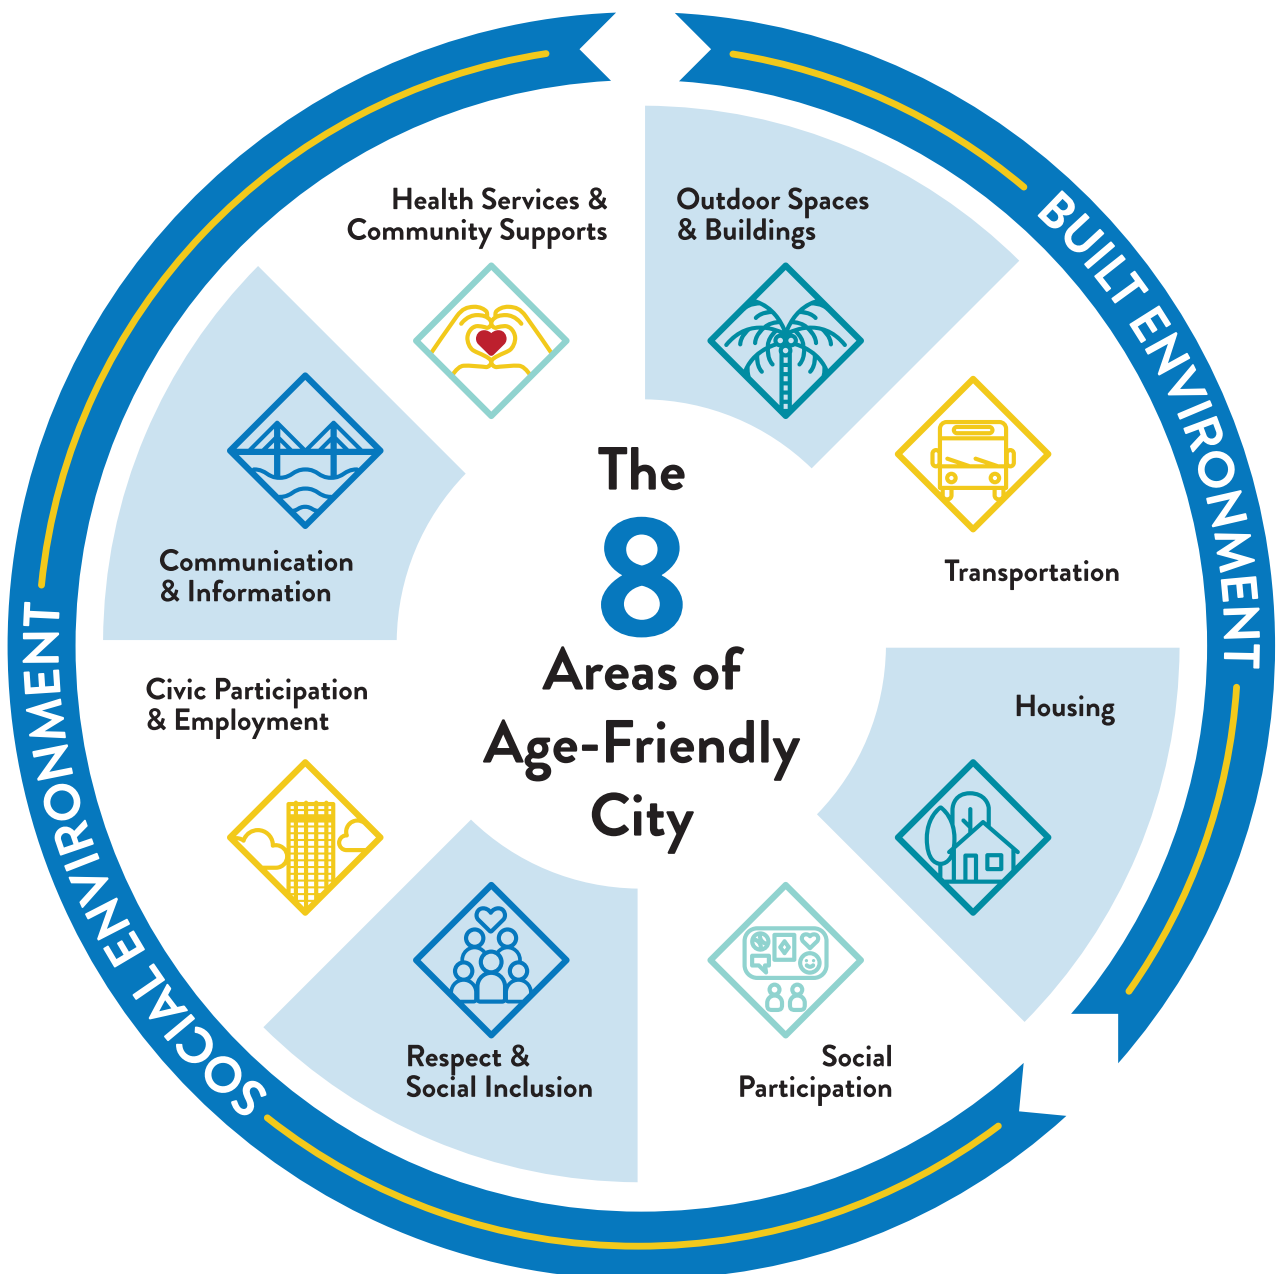 The
8
Areas of
Age-Friendly
City
BUILT ENVIRONMENT
Outdoor Spaces
& Buildings
Transportation
Housing
SOCIAL ENVIRONMENT
Social
Participation
Respect &
Social Inclusion
Civic Participation
& Employment
Communication
& Information
Health Services &
Community Supports